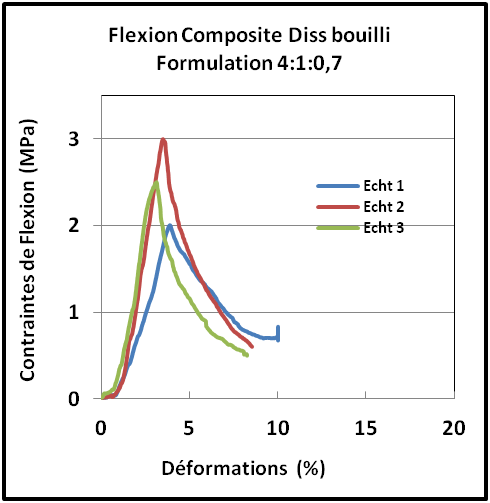 Flexion Composite Diss bouilli
Formulation 4:1:0,7
Contraintes de Flexion (MPa)
3
2
1
0
Echt 1
Echt 2
Echt 3
0 5 10 15 20
Déformations (%)